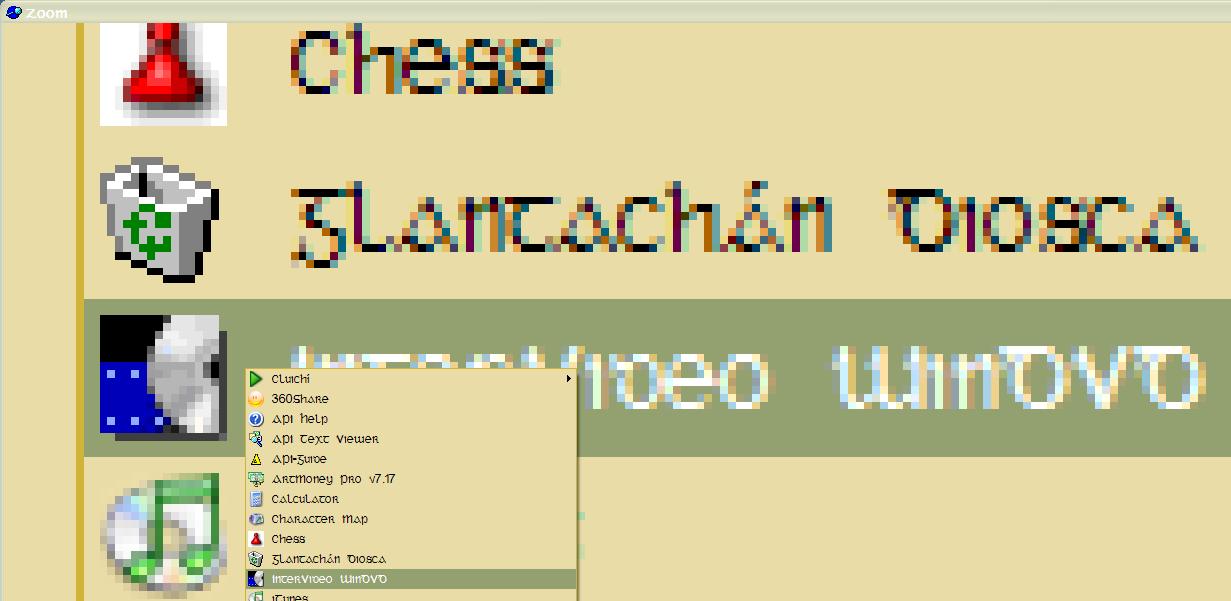 Zoom
Chess
Glantachán Diosca
InterVideo WinDVD
Cluichí
360Share
Api Help
Api Text Viewer
Api-Guide
ArtMoney Pro v7.17
Calculator
Character Map
Chess
Glantachán Diosca
InterVideo WinDVD
iTunes